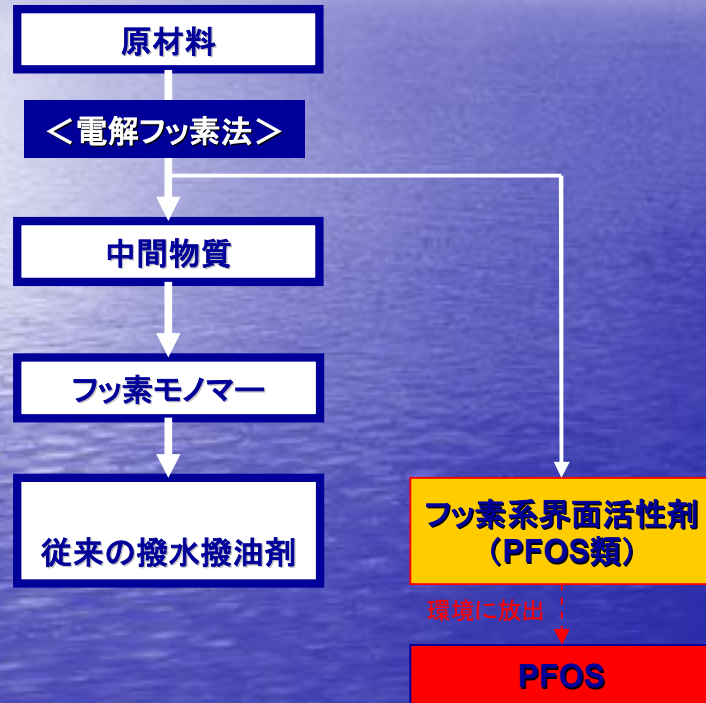 原材料
＜電解フッ素法＞
中間物質
フッ素モノマー
従来の撥水撥油剤
フッ素系界面活性剤
（PFOS類）
環境に放出
PFOS